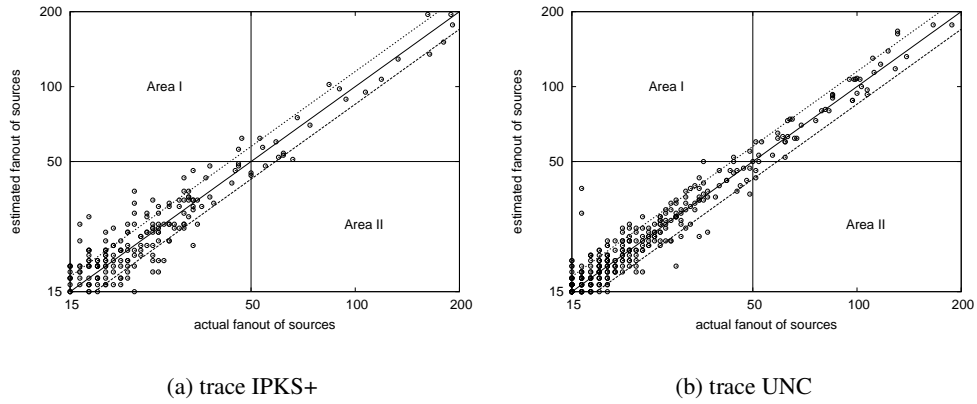 200
100
50
15
estimated fanout of sources
Area I
Area II
15 50 100 200
actual fanout of sources
(a) trace IPKS+
200
100
50
15
estimated fanout of sources
Area I
Area II
15 50 100 200
actual fanout of sources
(b) trace UNC